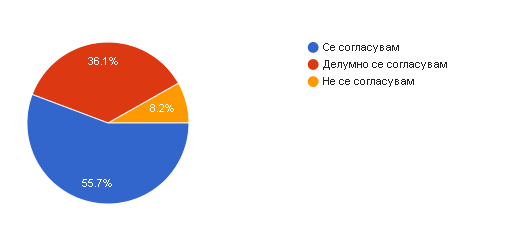 36.1%
8.2%
55.7%
Се согласувам
Делумно се согласувам
Не се согласувам